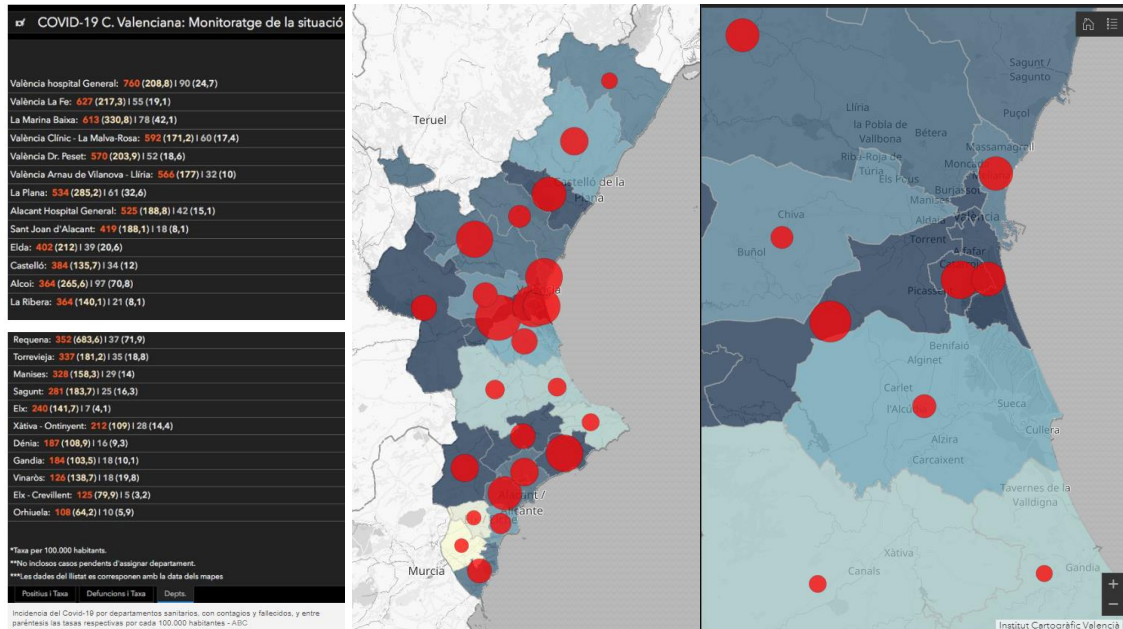 COVID-19 C. Valenciana: Monitoratge de la situació
València hospital General: 760 (208,8) I 90 (24,7)
València La Fe: 627 (217,3) I 55 (19,1)
La Marina Baixa: 613 (330,8) I 78 (42,1)
València Clínic - La Malva-Rosa: 592 (171,2) I 60 (17,4)
València Dr. Peset: 570 (203,9) I 52 (18,6)
València Arnau de Vilanova - Llíria: 566 (177) I 32 (10)
La Plana: 534 (285,2) I 61 (32,6)
Alacant Hospital General: 525 (188,8) I 42 (15,1)
Sant Joan d'Alacant: 419 (188,1) I 18 (8,1)
Elda: 402 (212) I 39 (20,6)
Castelló: 384 (135,7) I 34 (12)
Alcoi: 364 (265,6) I 97 (70,8)
La Ribera: 364 (140,1) I 21 (8,1)
Requena: 352 (683,6) I 37 (71,9)
Torrevieja: 337 (181,2) I 35 (18,8)
Manises: 328 (158,3) I 29 (14)
Sagunt: 281 (183,7) I 25 (16,3)
Elx: 240 (141,7) I 7 (4,1)
Xàtiva - Ontinyent: 212 (109) I 28 (14,4)
Dénia: 187 (108,9) I 16 (9,3)
Gandia: 184 (103,5) I 18 (10,1)
Vinaròs: 126 (138,7) I 18 (19,8)
Elx - Crevillent: 125 (79,9) I 5 (3,2)
Orhiuela: 108 (64,2) I 10 (5,9)
*Taxa per 100.000 habitants.
**No inclosos casos pendents d'assignar departament.
***Les dades del llistat es corresponen amb la data dels mapes
Positius i Taxa
Defuncions i Taxa
Depts.
Incidencia del Covid-19 por departamentos sanitarios, con contagios y fallecidos, y entre
paréntesis las tasas respectivas por cada 100.000 habitantes - ABC
Teruel
Castelló de la
Plana
Alacant /
Alicante
Murcia
Sagunt /
Sagunto
Llíria
Puçol
la Pobla de
Vallbona
Bétera
Massamagrell
Riba-Roja de
Túria
Els Pous
Burjassot
Manises
Chiva
Aldaia
València
Buñol
Torrent
Alfafar
Benifaió
Alginet
Carlet
Sueca
Cullera
Alzira
Carcaixent
Tavernes de la
Valldigna
Xàtiva
Canals
Gandia
+
−
Institut Cartogràfic Valencià